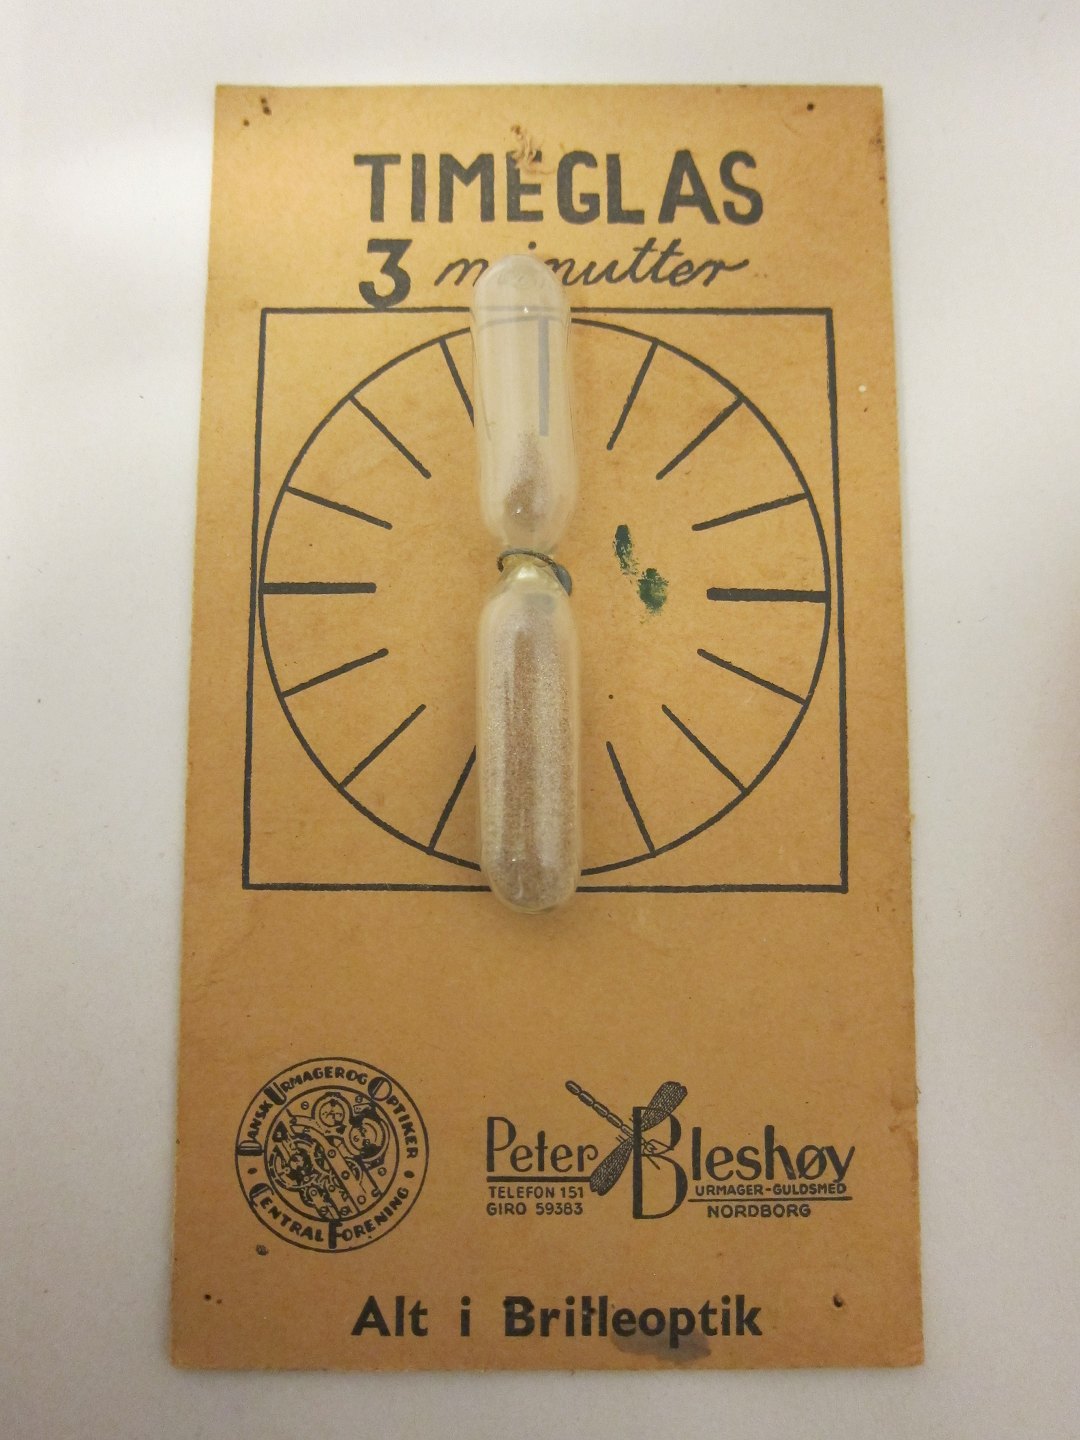 TIMEGLAS
3 minutter
DANSK URMAGER OG OPTIKER
CENTRAL FORENING
Peter Bleshøy
TELEFON 151
GIRO 59383
URMAGER-GULDSMED
NORDBORG
Alt i Brilleoptik